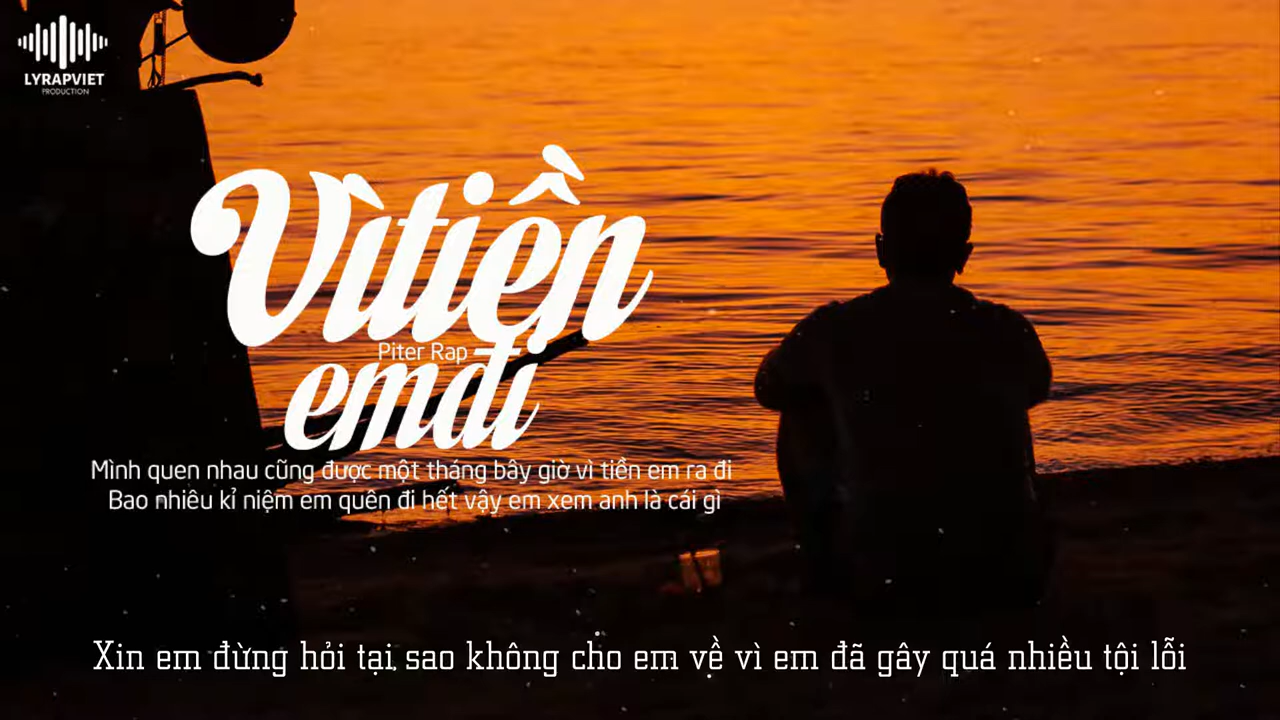 LYRAPVIET
PRODUCTION
Vì tiền
Piter Rap
em đi
Mình quen nhau cũng được một tháng bây giờ vì tiền em ra đi
Bao nhiêu kỉ niệm em quên đi hết vậy em xem anh là cái gì
Xin em đừng hỏi tại sao không cho em về vì em đã gây quá nhiều tội lỗi